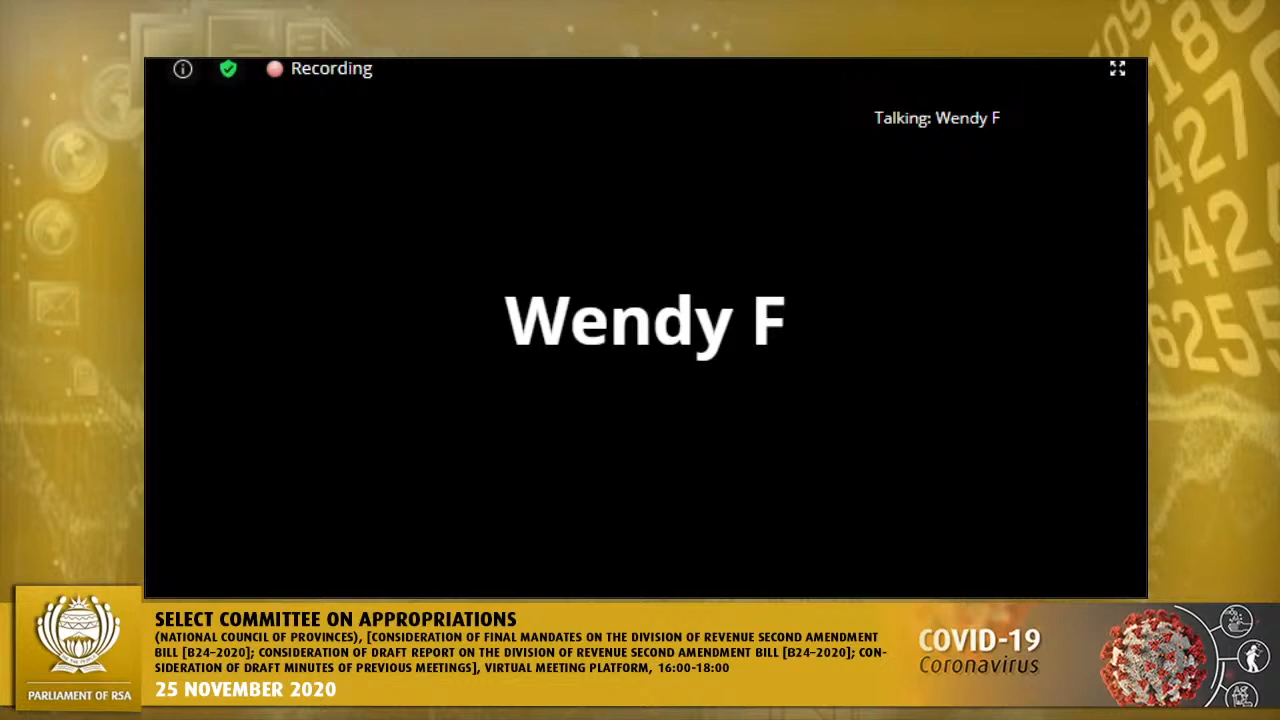 Recording
Talking: Wendy F
Wendy F
SELECT COMMITTEE ON APPROPRIATIONS
(NATIONAL COUNCIL OF PROVINCES), [CONSIDERATION OF FINAL MANDATES ON THE DIVISION OF REVENUE SECOND AMENDMENT
BILL [B24–2020]; CONSIDERATION OF DRAFT REPORT ON THE DIVISION OF REVENUE SECOND AMENDMENT BILL [B24–2020]; CON-
SIDERATION OF DRAFT MINUTES OF PREVIOUS MEETINGS], VIRTUAL MEETING PLATFORM, 16:00-18:00
25 NOVEMBER 2020
PARLIAMENT OF RSA
COVID-19
Coronavirus